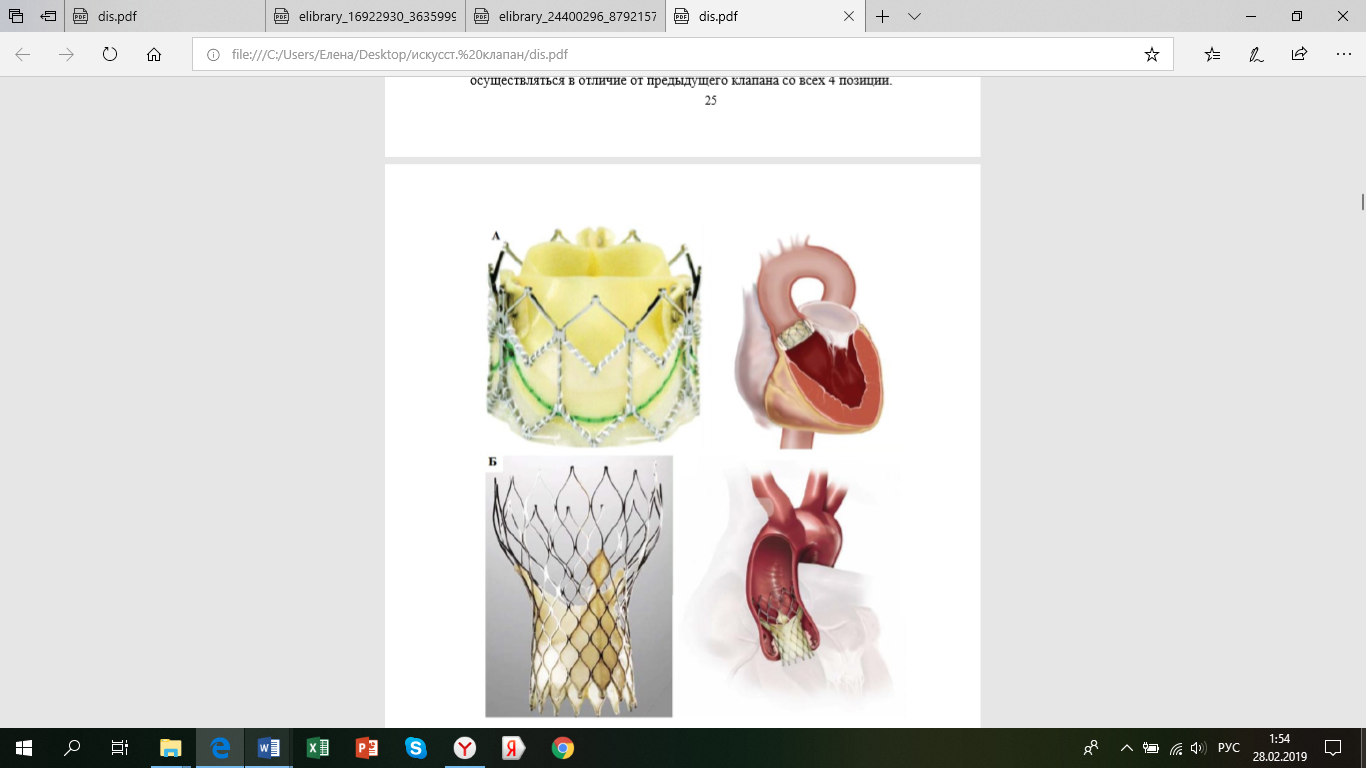 dis.pdf
elibrary_16922930_3635999
elibrary_24400296_8792157
dis.pdf
file:///C:/Users/Елена/Desktop/искусст.%20клапан/dis.pdf
осуществляться в отличие от предыдущего клапана со всех 4 позиции.
25
А
Б
РУС
1:54
28.02.2019